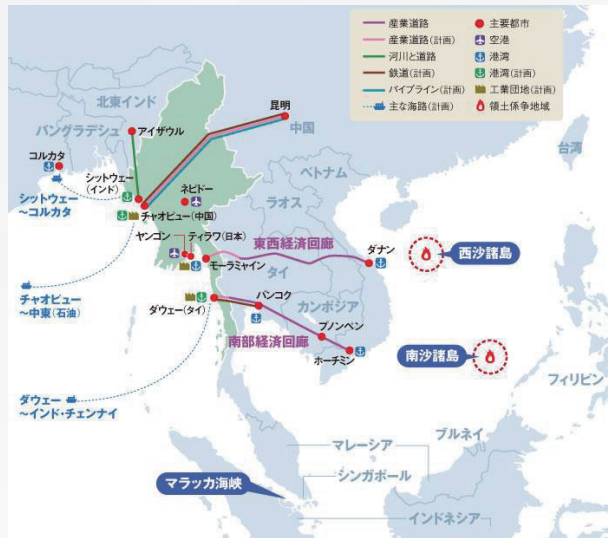 産業道路
産業道路(計画)
河川と道路
鉄道(計画)
パイプライン(計画)
主な海路(計画)
主要都市
空港
港湾
港湾(計画)
工業団地(計画)
領土係争地域
北東インド
バングラデシュ
アイザウル
昆明
中国
台湾
コルカタ
シットウェー
(インド)
シットウェー
～コルカタ
ネピドー
チャオピュー(中国)
ベトナム
ラオス
ヤンゴン
ティラワ(日本)
東西経済回廊
ダナン
西沙諸島
モーラミャイン
タイ
チャオピュー
～中東(石油)
バンコク
カンボジア
ダウェー(タイ)
プノンペン
南部経済回廊
ホーチミン
南沙諸島
フィリピン
ダウェー
～インド・チェンナイ
ブルネイ
マレーシア
シンガポール
マラッカ海峡
インドネシア